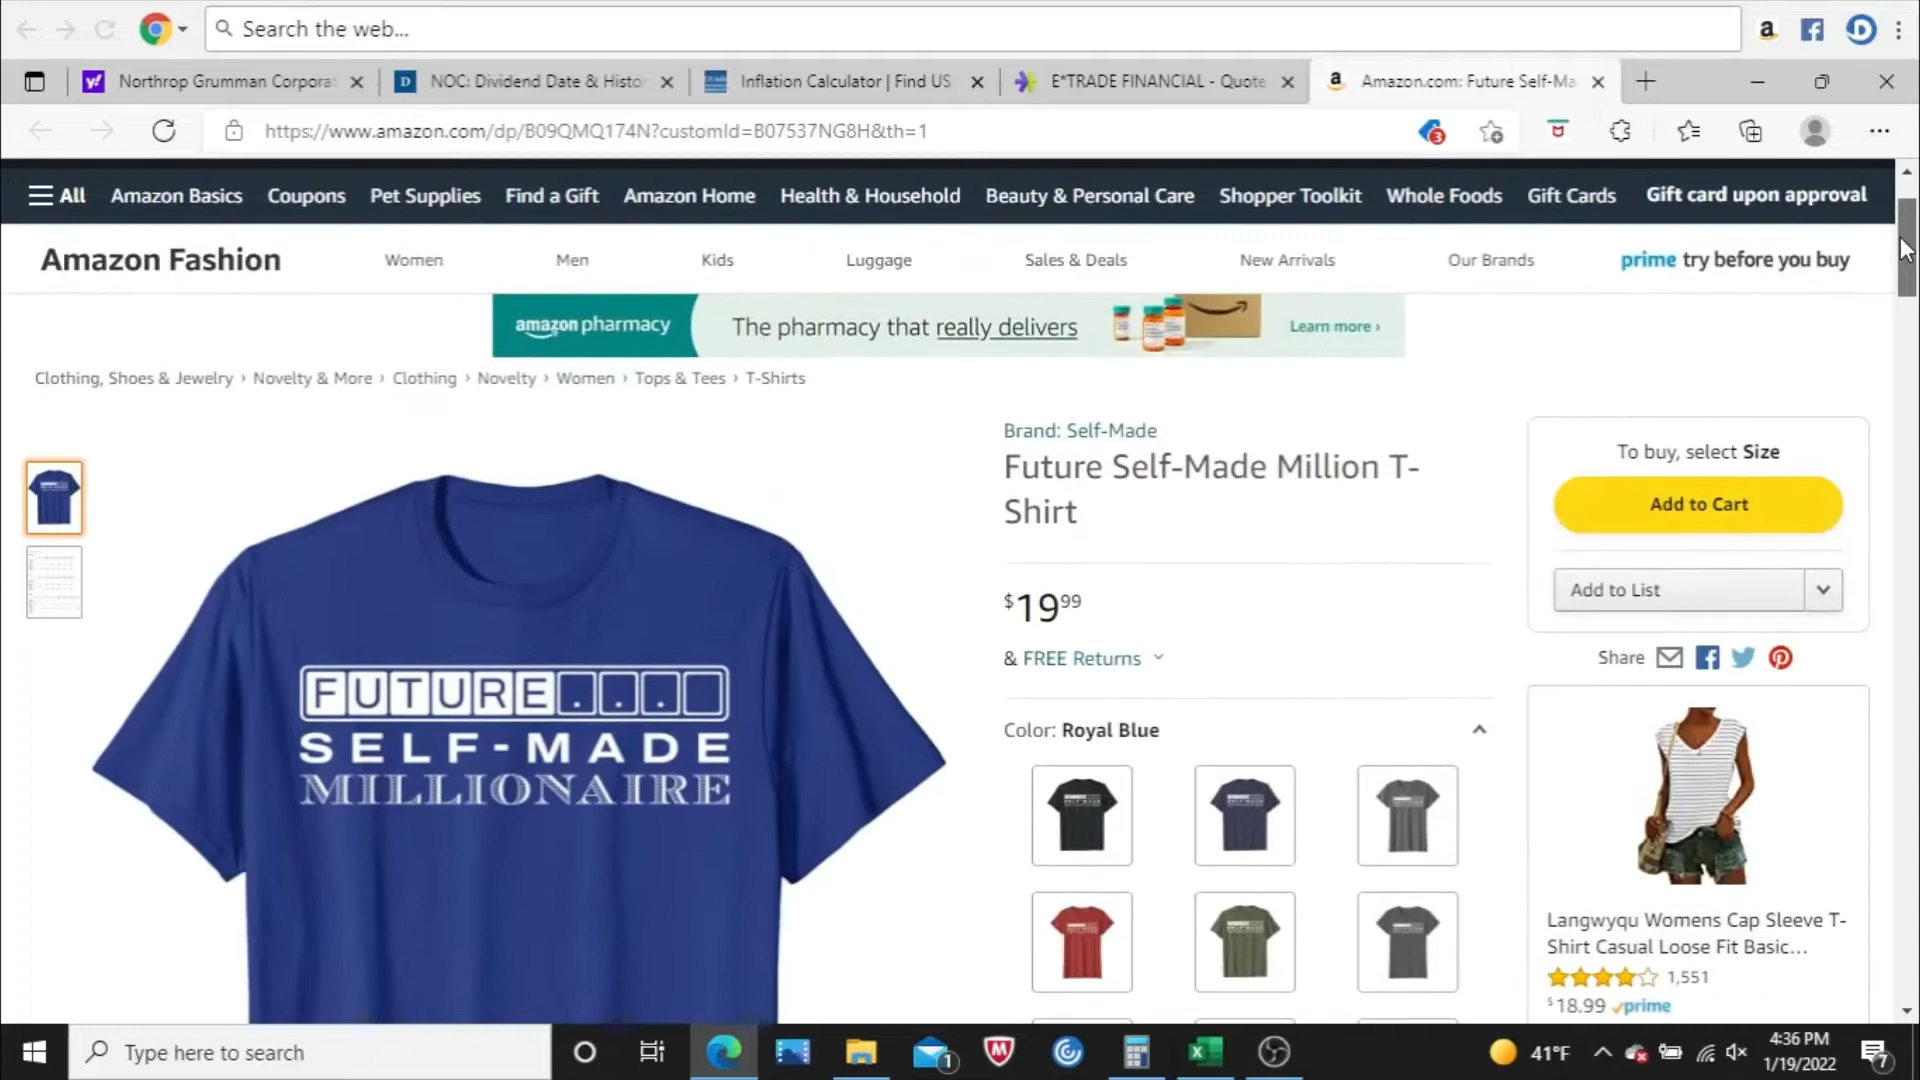 Search the web...
Northrop Grumman Corpora
NOC: Dividend Date & Histo
Inflation Calculator | Find US
E*TRADE FINANCIAL - Quote
Amazon.com: Future Self-Ma
https://www.amazon.com/dp/B09QMQ174N?customId=B07537NG8H&th=1
3
All
Amazon Basics
Coupons
Pet Supplies
Find a Gift
Amazon Home
Health & Household
Beauty & Personal Care
Shopper Toolkit
Whole Foods
Gift Cards
Gift card upon approval
Amazon Fashion
Women
Men
Kids
Luggage
Sales & Deals
New Arrivals
Our Brands
prime try before you buy
amazon pharmacy
The pharmacy that really delivers
Learn more ›
Clothing, Shoes & Jewelry › Novelty & More › Clothing › Novelty › Women › Tops & Tees › T-Shirts
FUTURE....
SELF-MADE
MILLIONAIRE
Brand: Self-Made
Future Self-Made Million T-
Shirt
$19 99
& FREE Returns
Color: Royal Blue
To buy, select Size
Add to Cart
Add to List
Share
Langwyqu Womens Cap Sleeve T-
Shirt Casual Loose Fit Basic...
1,551
$18.99 prime
Type here to search
1
41°F
4:36 PM
1/19/2022
7